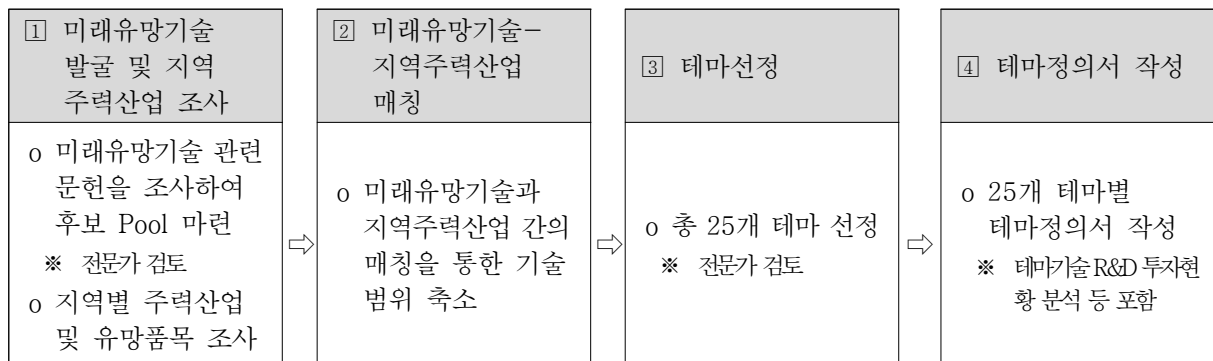 1 미래유망기술
발굴 및 지역
주력산업 조사
o 미래유망기술 관련
문헌을 조사하여
후보 Pool 마련
※ 전문가 검토
o 지역별 주력산업
및 유망품목 조사
⇨
2 미래유망기술-
지역주력산업
매칭
o 미래유망기술과
지역주력산업 간의
매칭을 통한 기술
범위 축소
⇨
3 테마선정
o 총 25개 테마 선정
※ 전문가 검토
⇨
4 테마정의서 작성
o 25개 테마별
테마정의서 작성
※ 테마기술 R&D 투자현
황 분석 등 포함